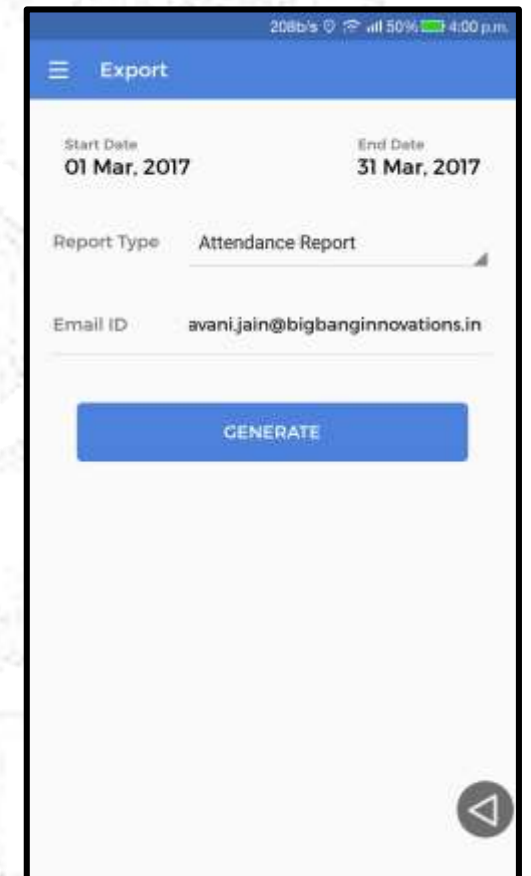 208b/s 50% 4:00 p.m.
Export
Start Date End Date
01 Mar, 2017 31 Mar, 2017
Report Type Attendance Report
Email ID avani.jain@bigbanginnovations.in
GENERATE